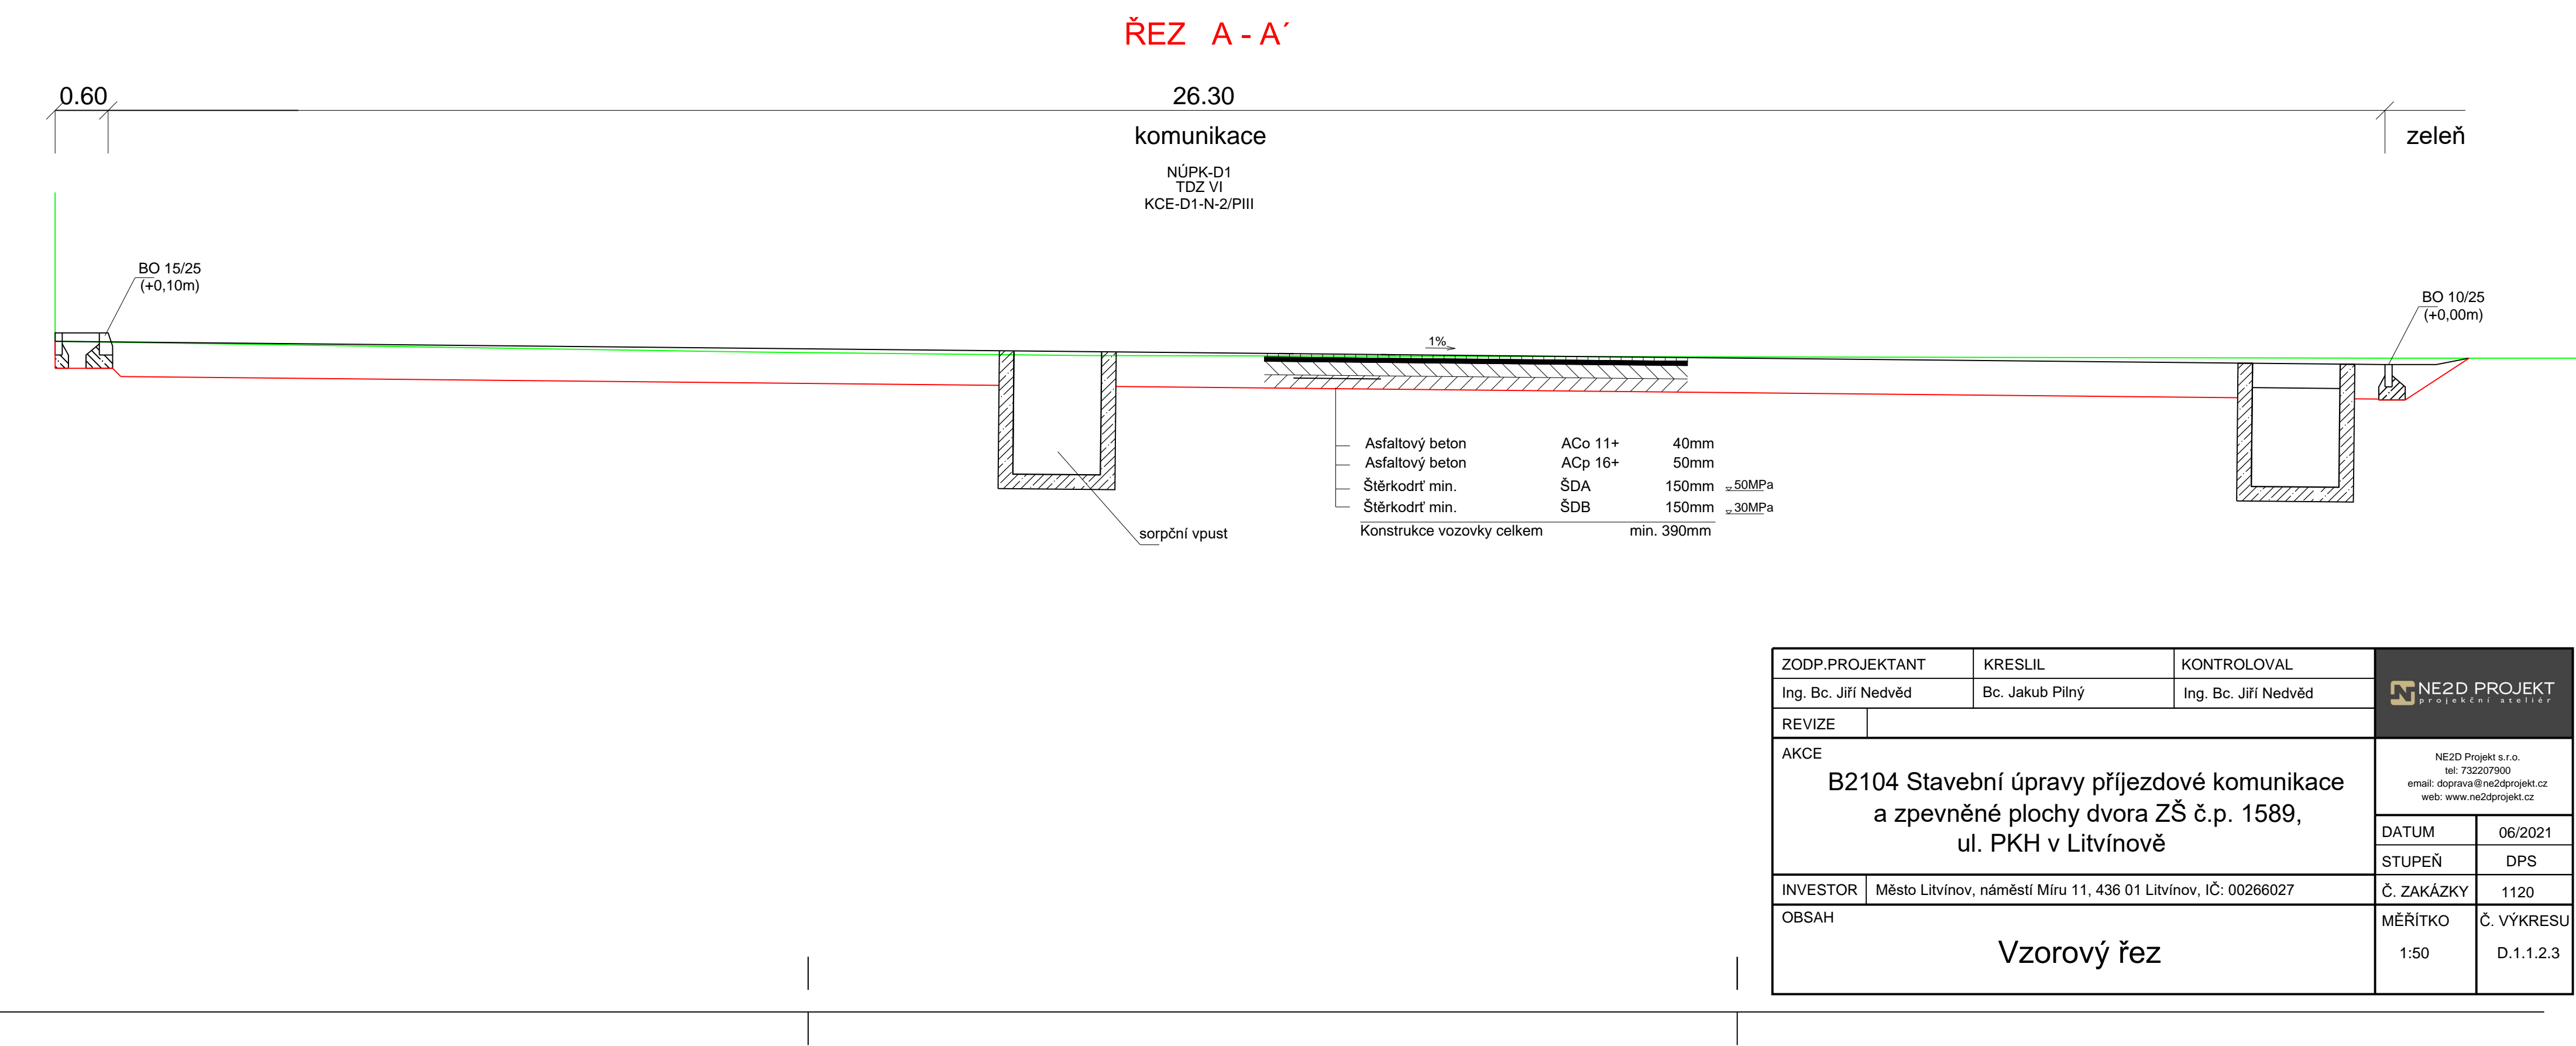 ŘEZ A - A´
0.60
26.30
komunikace
zeleň
NÚPK-D1
TDZ VI
KCE-D1-N-2/PIII
BO 15/25
(+0,10m)
BO 10/25
(+0,00m)
1%
Asfaltový beton ACo 11+ 40mm
Asfaltový beton ACp 16+ 50mm
Štěrkodrť min. ŠDA 150mm 50MPa
Štěrkodrť min. ŠDB 150mm 30MPa
Konstrukce vozovky celkem min. 390mm
sorpční vpust
ZODP.PROJEKTANT KRESLIL KONTROLOVAL
Ing. Bc. Jiří Nedvěd Bc. Jakub Pilný Ing. Bc. Jiří Nedvěd
NE2D PROJEKT
projekční ateliér
REVIZE
AKCE
B2104 Stavební úpravy příjezdové komunikace
a zpevněné plochy dvora ZŠ č.p. 1589,
ul. PKH v Litvínově
NE2D Projekt s.r.o.
tel: 732207900
email: doprava@ne2dprojekt.cz
web: www.ne2dprojekt.cz
DATUM 06/2021
STUPEŇ DPS
INVESTOR Město Litvínov, náměstí Míru 11, 436 01 Litvínov, IČ: 00266027
Č. ZAKÁZKY 1120
OBSAH
Vzorový řez
MĚŘÍTKO Č. VÝKRESU
1:50 D.1.1.2.3